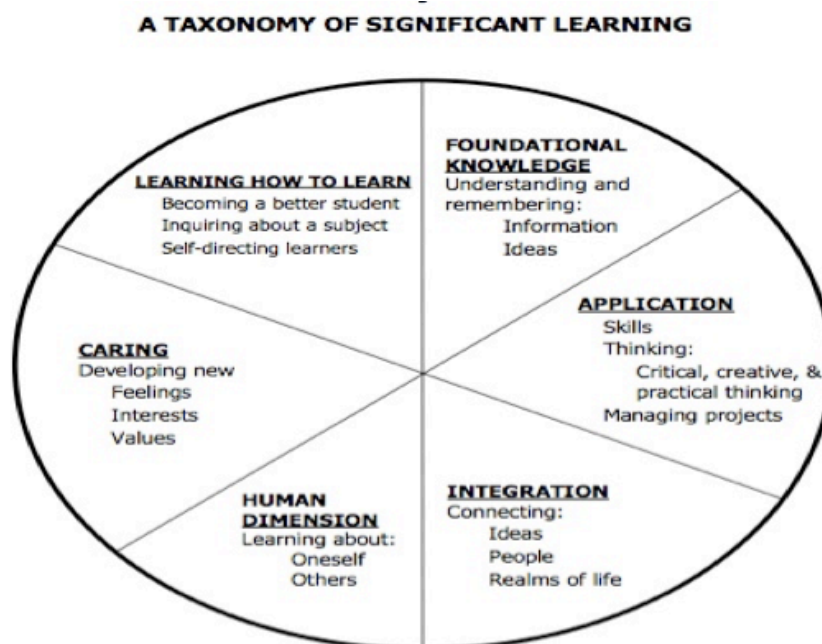 A TAXONOMY OF SIGNIFICANT LEARNING
FOUNDATIONAL
KNOWLEDGE
Understanding and
remembering:
Information
Ideas
APPLICATION
Skills
Thinking:
Critical, creative, &
practical thinking
Managing projects
INTEGRATION
Connecting:
Ideas
People
Realms of life
HUMAN
DIMENSION
Learning about:
Oneself
Others
CARING
Developing new
Feelings
Interests
Values
LEARNING HOW TO LEARN
Becoming a better student
Inquiring about a subject
Self-directing learners